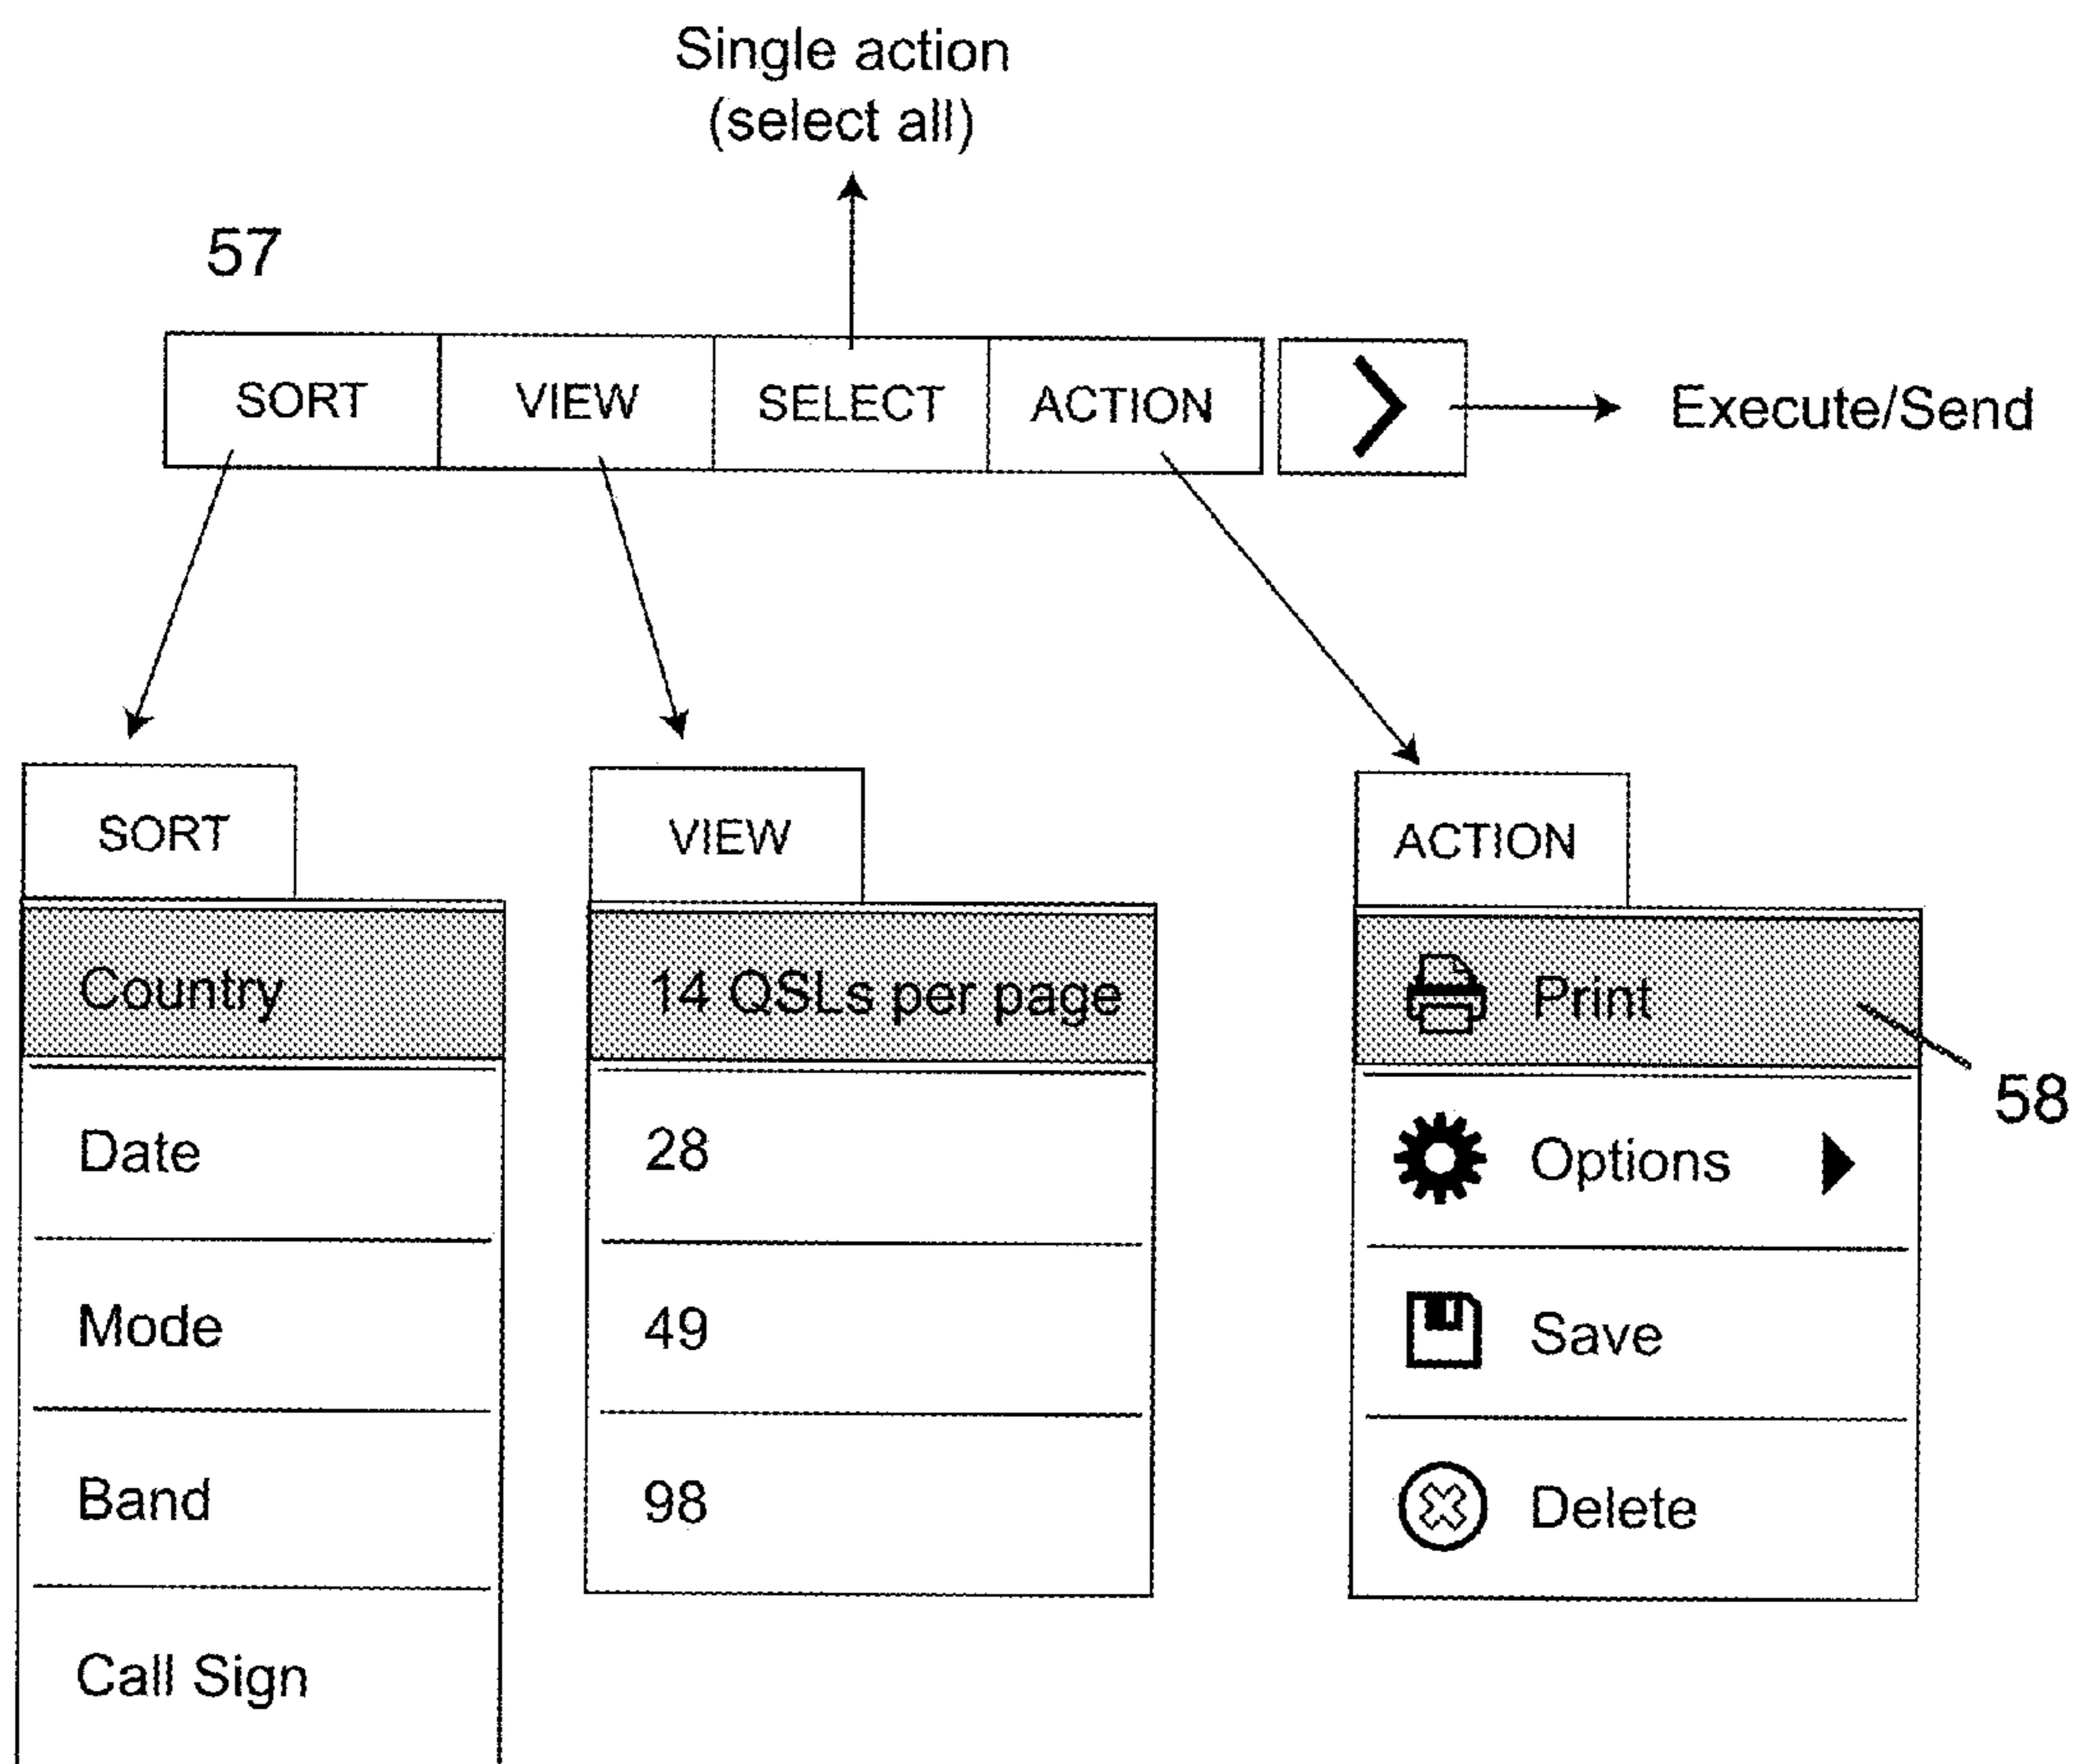 Single action
(select all)
57
SORT VIEW SELECT ACTION Execute/Send
SORT VIEW ACTION
Country 14 QSLs per page Print
58
Date 28 Options
Mode 49 Save
Band 98 Delete
Call Sign